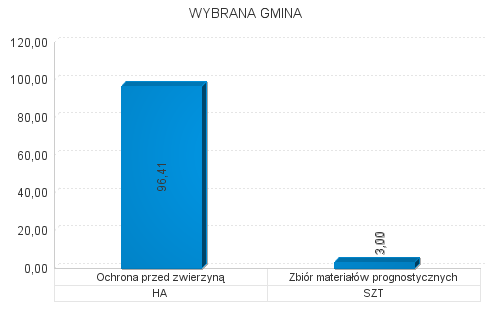 WYBRANA GMINA
120,00
100,00
80,00
60,00
40,00
20,00
0,00
96,41
3,00
Ochrona przed zwierzyną
Zbiór materiałów prognostycznych
HA
SZT